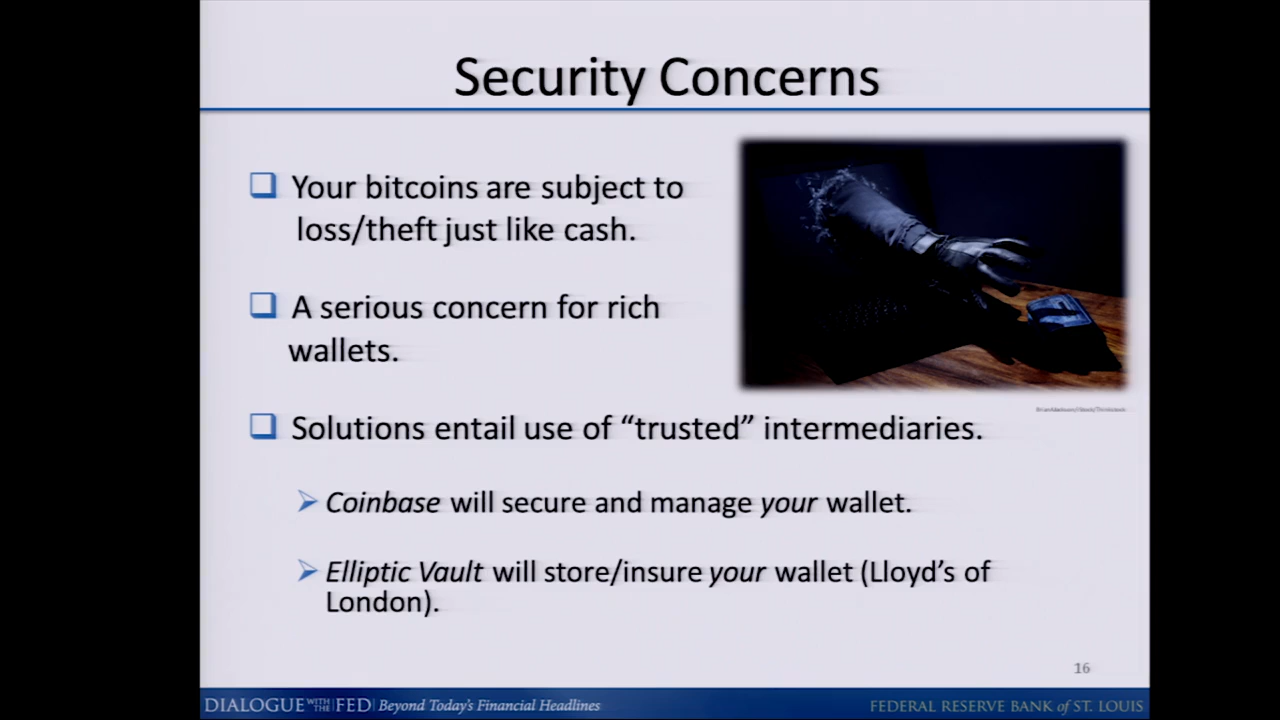 Security Concerns
Your bitcoins are subject to
loss/theft just like cash.
A serious concern for rich
wallets.
Solutions entail use of “trusted” intermediaries.
Coinbase will secure and manage your wallet.
Elliptic Vault will store/insure your wallet (Lloyd’s of
London).
16
DIALOGUE WITH THE FED | Beyond Today's Financial Headlines
FEDERAL RESERVE BANK of ST. LOUIS